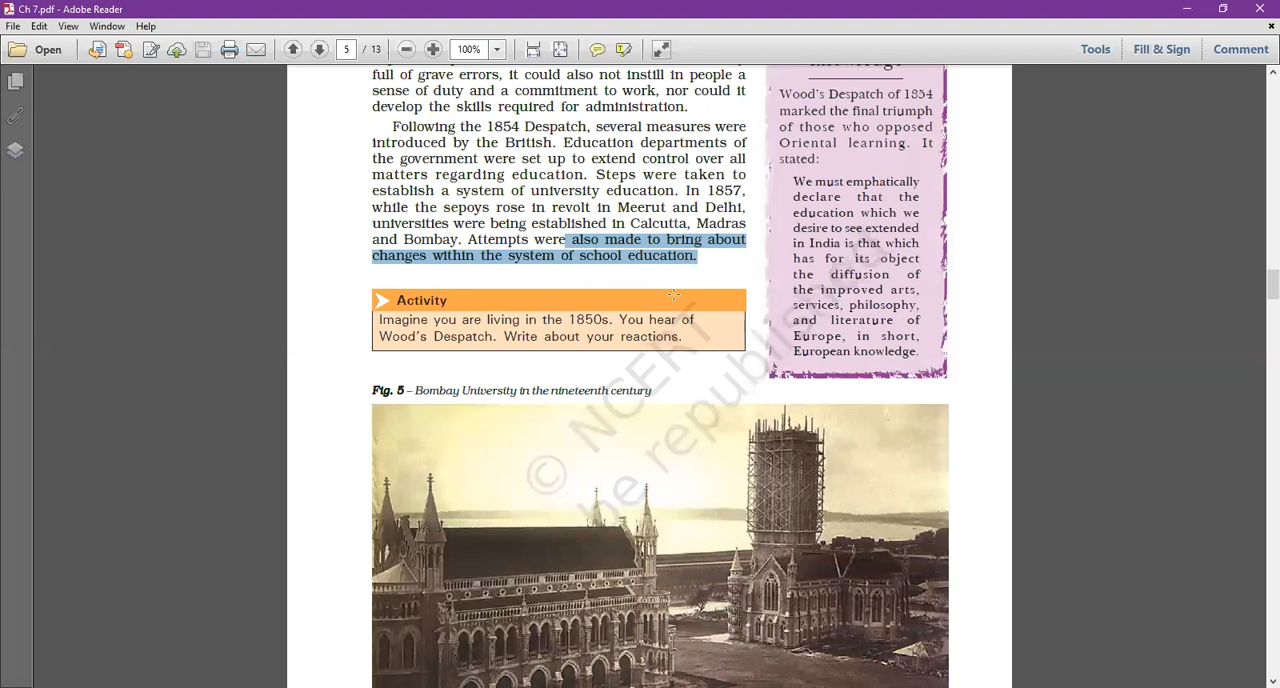 Ch 7.pdf - Adobe Reader
File Edit View Window Help
Open 5 / 13 100% Tools Fill & Sign Comment
full of grave errors, it could also not instill in people a
sense of duty and a commitment to work, nor could it
develop the skills required for administration.
Following the 1854 Despatch, several measures were
introduced by the British. Education departments of
the government were set up to extend control over all
matters regarding education. Steps were taken to
establish a system of university education. In 1857,
while the sepoys rose in revolt in Meerut and Delhi,
universities were being established in Calcutta, Madras
and Bombay. Attempts were also made to bring about
changes within the system of school education.
Activity
Imagine you are living in the 1850s. You hear of
Wood's Despatch. Write about your reactions.
Fig. 5 – Bombay University in the nineteenth century
knowledge
Wood's Despatch of 1854
marked the final triumph
of those who opposed
Oriental learning. It
stated:
We must emphatically
declare that the
education which we
desire to see extended
in India is that which
has for its object
the diffusion of
the improved arts,
services, philosophy,
and literature of
Europe, in short,
European knowledge.
© NCERT
be republished